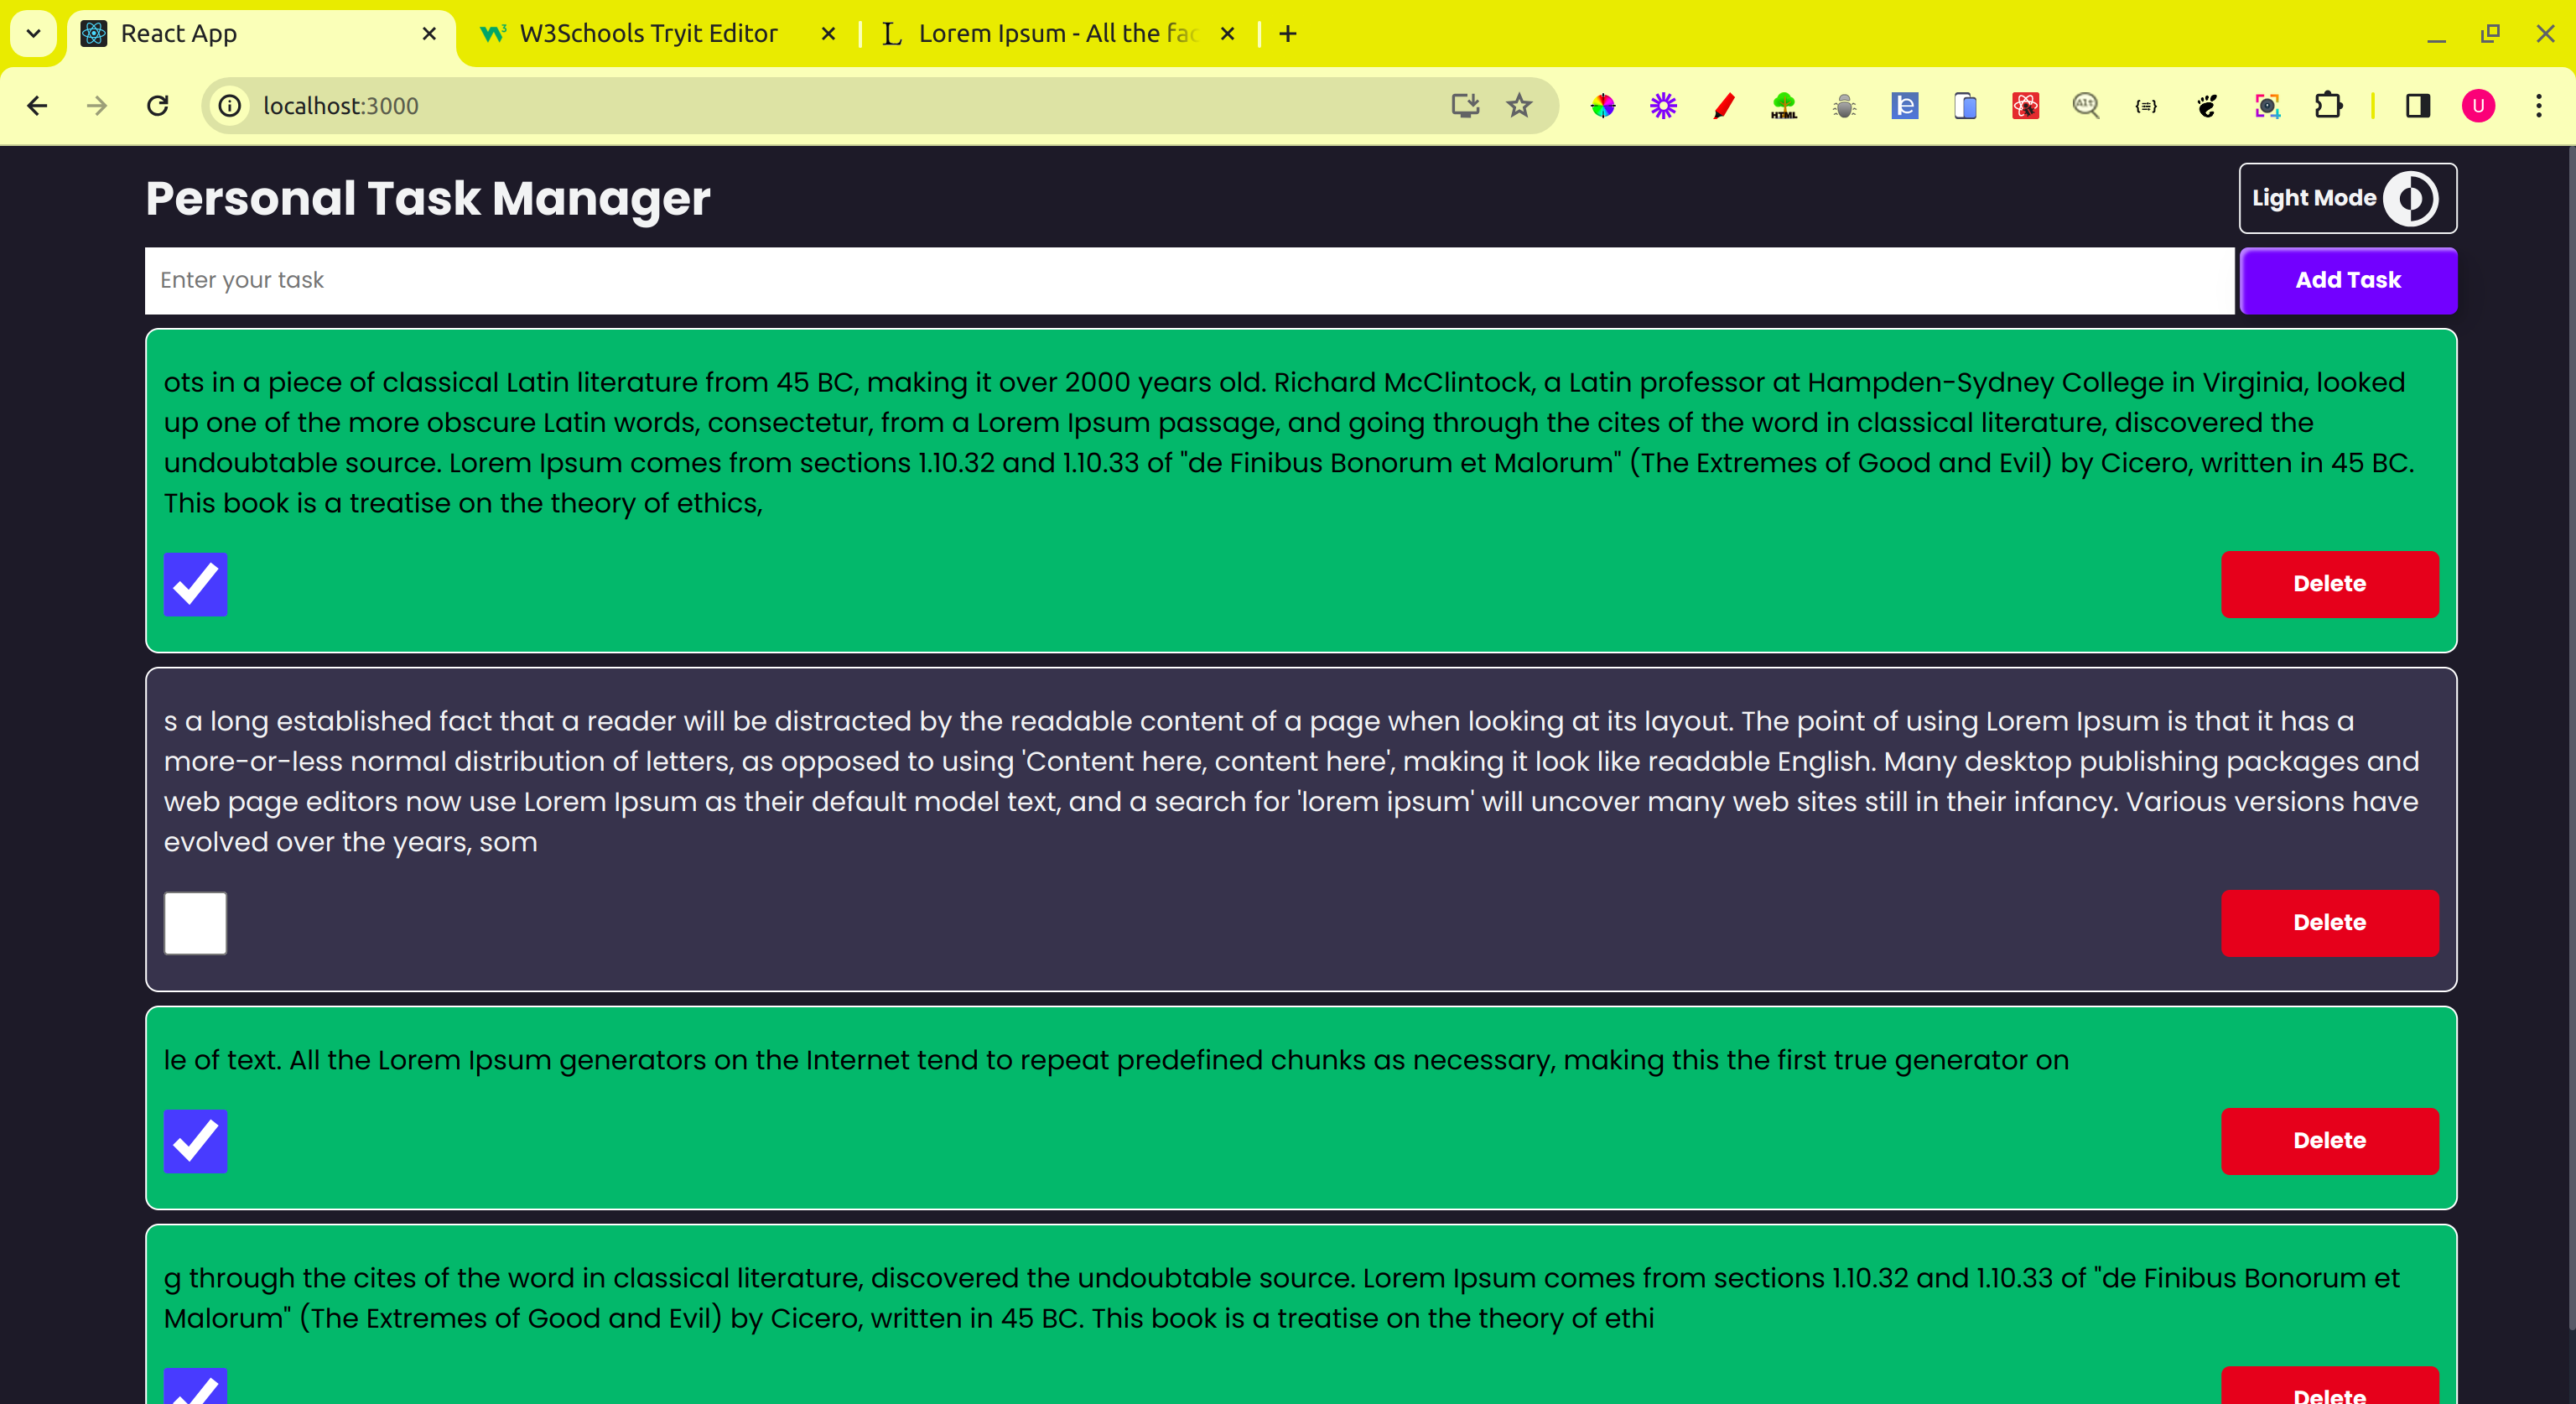 React App
W3Schools Tryit Editor
Lorem Ipsum - All the fac
localhost:3000
HTML
Alt
U
Personal Task Manager
Light Mode
Enter your task
Add Task
ots in a piece of classical Latin literature from 45 BC, making it over 2000 years old. Richard McClintock, a Latin professor at Hampden-Sydney College in Virginia, looked
up one of the more obscure Latin words, consectetur, from a Lorem Ipsum passage, and going through the cites of the word in classical literature, discovered the
undoubtable source. Lorem Ipsum comes from sections 1.10.32 and 1.10.33 of "de Finibus Bonorum et Malorum" (The Extremes of Good and Evil) by Cicero, written in 45 BC.
This book is a treatise on the theory of ethics,
Delete
s a long established fact that a reader will be distracted by the readable content of a page when looking at its layout. The point of using Lorem Ipsum is that it has a
more-or-less normal distribution of letters, as opposed to using 'Content here, content here', making it look like readable English. Many desktop publishing packages and
web page editors now use Lorem Ipsum as their default model text, and a search for 'lorem ipsum' will uncover many web sites still in their infancy. Various versions have
evolved over the years, som
Delete
le of text. All the Lorem Ipsum generators on the Internet tend to repeat predefined chunks as necessary, making this the first true generator on
Delete
g through the cites of the word in classical literature, discovered the undoubtable source. Lorem Ipsum comes from sections 1.10.32 and 1.10.33 of "de Finibus Bonorum et
Malorum" (The Extremes of Good and Evil) by Cicero, written in 45 BC. This book is a treatise on the theory of ethi
Delete